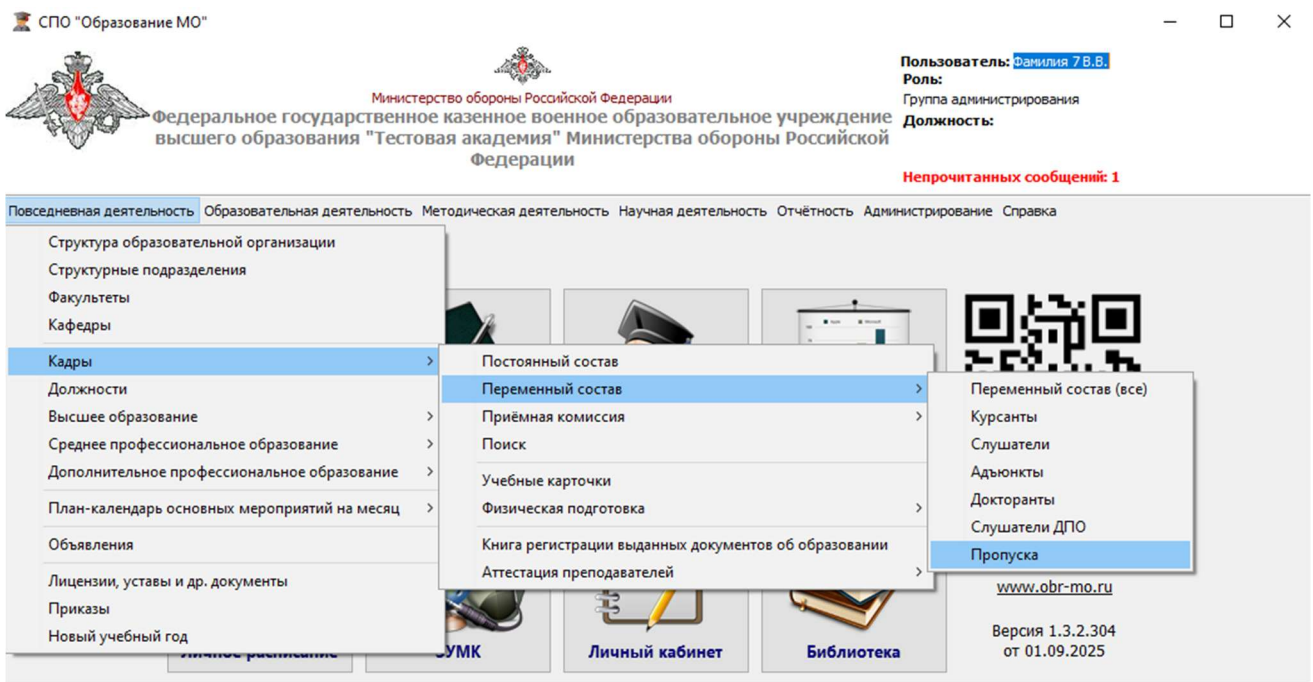 СПО "Образование МО"
Министерство обороны Российской Федерации
Федеральное государственное казенное военное образовательное учреждение
высшего образования "Тестовая академия" Министерства обороны Российской
Федерации
Пользователь: Фамилия 7 В.В.
Роль:
Группа администрирования
Должность:
Непрочитанных сообщений: 1
Повседневная деятельность Образовательная деятельность Методическая деятельность Научная деятельность Отчётность Администрирование Справка
Структура образовательной организации
Структурные подразделения
Факультеты
Кафедры
Кадры
Должности
Высшее образование
Среднее профессиональное образование
Дополнительное профессиональное образование
План-календарь основных мероприятий на месяц
Объявления
Лицензии, уставы и др. документы
Приказы
Новый учебный год
Постоянный состав
Переменный состав
Приёмная комиссия
Поиск
Учебные карточки
Физическая подготовка
Книга регистрации выданных документов об образовании
Аттестация преподавателей
Переменный состав (все)
Курсанты
Слушатели
Адъюнкты
Докторанты
Слушатели ДПО
Пропуска
www.obr-mo.ru
Версия 1.3.2.304
от 01.09.2025
Личный кабинет
Библиотека